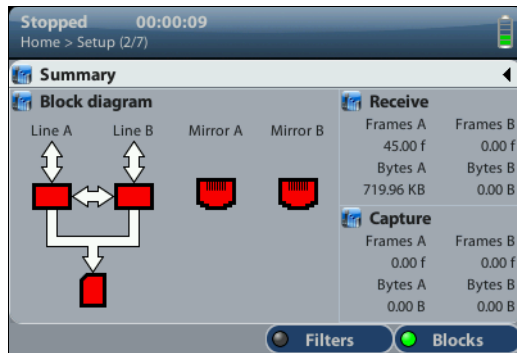 Stopped 00:00:09
Home > Setup (2/7)
Summary
Block diagram
Line A Line B Mirror A Mirror B
Receive
Frames A Frames B
45.00 f 0.00 f
Bytes A Bytes B
719.96 KB 0.00 B
Capture
Frames A Frames B
0.00 f 0.00 f
Bytes A Bytes B
0.00 B 0.00 B
Filters Blocks